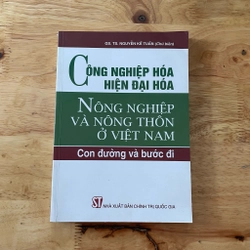 GS. TS. NGUYỄN KẾ TUẤN (Chủ biên)
CÔNG NGHIỆP HÓA
HIỆN ĐẠI HÓA
NÔNG NGHIỆP
VÀ NÔNG THÔN
Ở VIỆT NAM
Con đường và bước đi
ST NHÀ XUẤT BẢN CHÍNH TRỊ QUỐC GIA